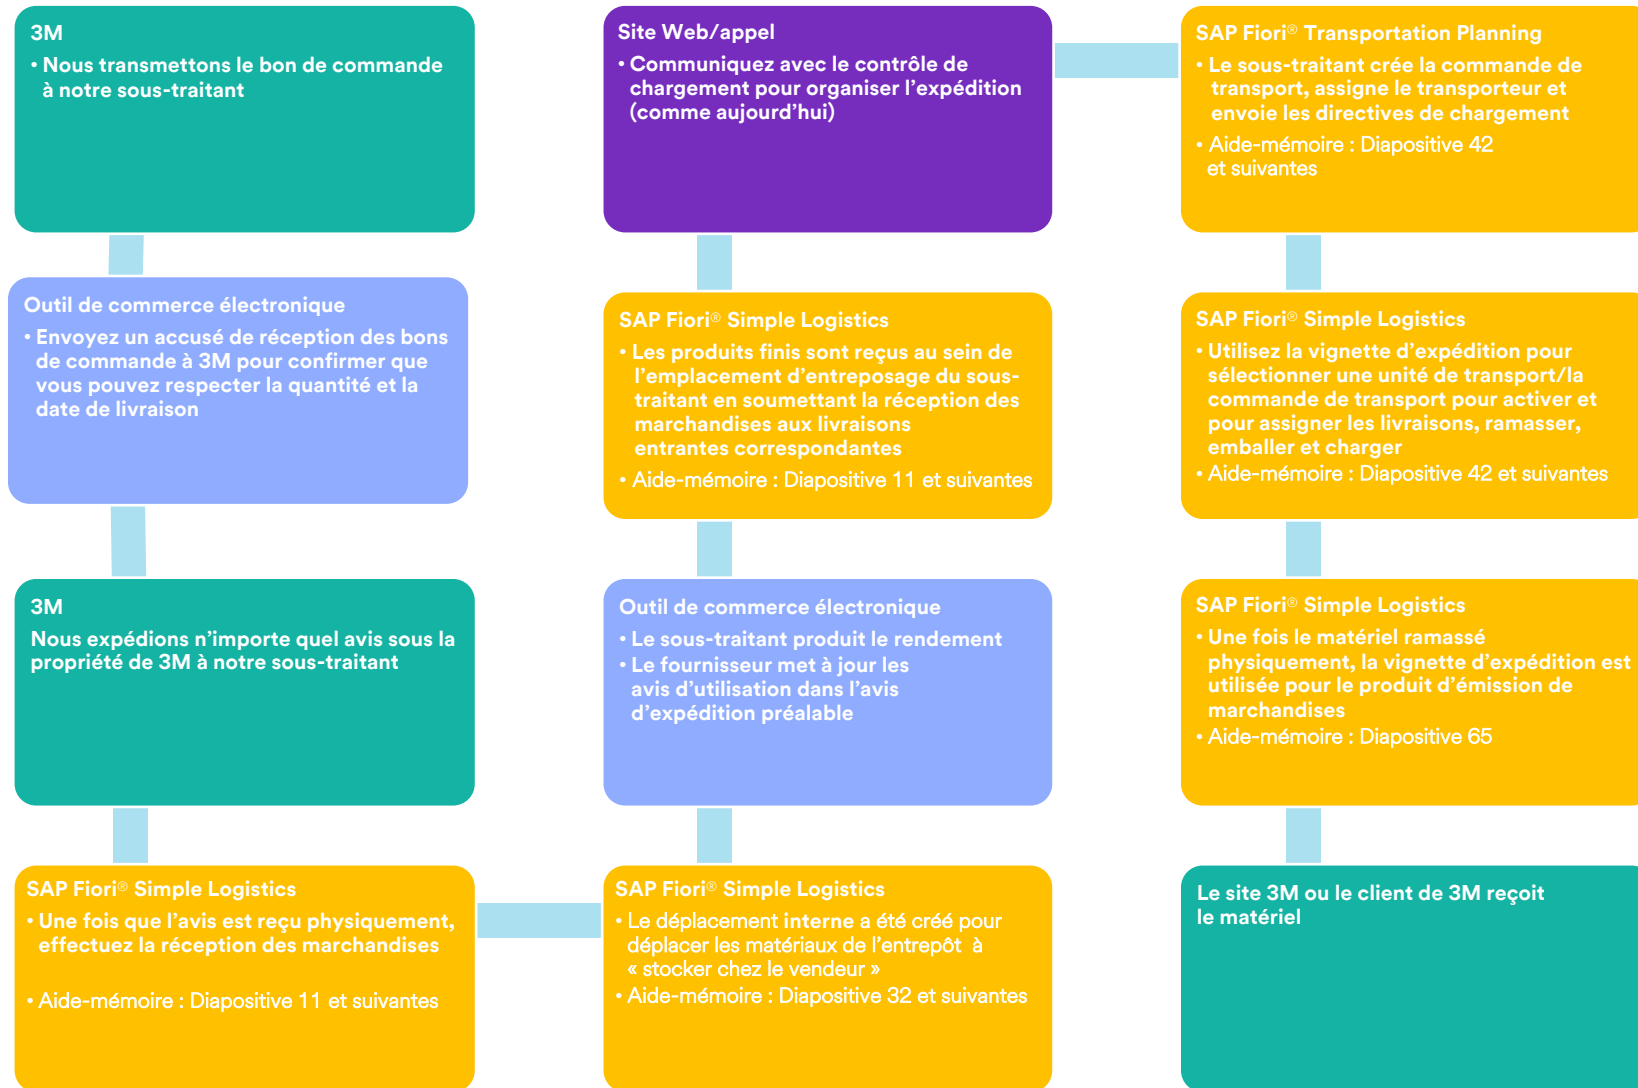 3M
• Nous transmettons le bon de commande
à notre sous-traitant
Outil de commerce électronique
• Envoyez un accusé de réception des bons
de commande à 3M pour confirmer que
vous pouvez respecter la quantité et la
date de livraison
3M
Nous expédions n’importe quel avis sous la
propriété de 3M à notre sous-traitant
SAP Fiori® Simple Logistics
• Une fois que l’avis est reçu physiquement,
effectuez la réception des marchandises
• Aide-mémoire : Diapositive 11 et suivantes
Site Web/appel
• Communiquez avec le contrôle de
chargement pour organiser l’expédition
(comme aujourd’hui)
SAP Fiori® Simple Logistics
• Les produits finis sont reçus au sein de
l’emplacement d’entreposage du sous-
traitant en soumettant la réception des
marchandises aux livraisons
entrantes correspondantes
• Aide-mémoire : Diapositive 11 et suivantes
Outil de commerce électronique
• Le sous-traitant produit le rendement
• Le fournisseur met à jour les
avis d’utilisation dans l’avis
d’expédition préalable
SAP Fiori® Simple Logistics
• Le déplacement interne a été créé pour
déplacer les matériaux de l’entrepôt à
« stocker chez le vendeur »
• Aide-mémoire : Diapositive 32 et suivantes
SAP Fiori® Transportation Planning
• Le sous-traitant crée la commande de
transport, assigne le transporteur et
envoie les directives de chargement
• Aide-mémoire : Diapositive 42
et suivantes
SAP Fiori® Simple Logistics
• Utilisez la vignette d’expédition pour
sélectionner une unité de transport/la
commande de transport pour activer et
pour assigner les livraisons, ramasser,
emballer et charger
• Aide-mémoire : Diapositive 42 et suivantes
SAP Fiori® Simple Logistics
• Une fois le matériel ramassé
physiquement, la vignette d’expédition est
utilisée pour le produit d’émission de
marchandises
• Aide-mémoire : Diapositive 65
Le site 3M ou le client de 3M reçoit
le matériel